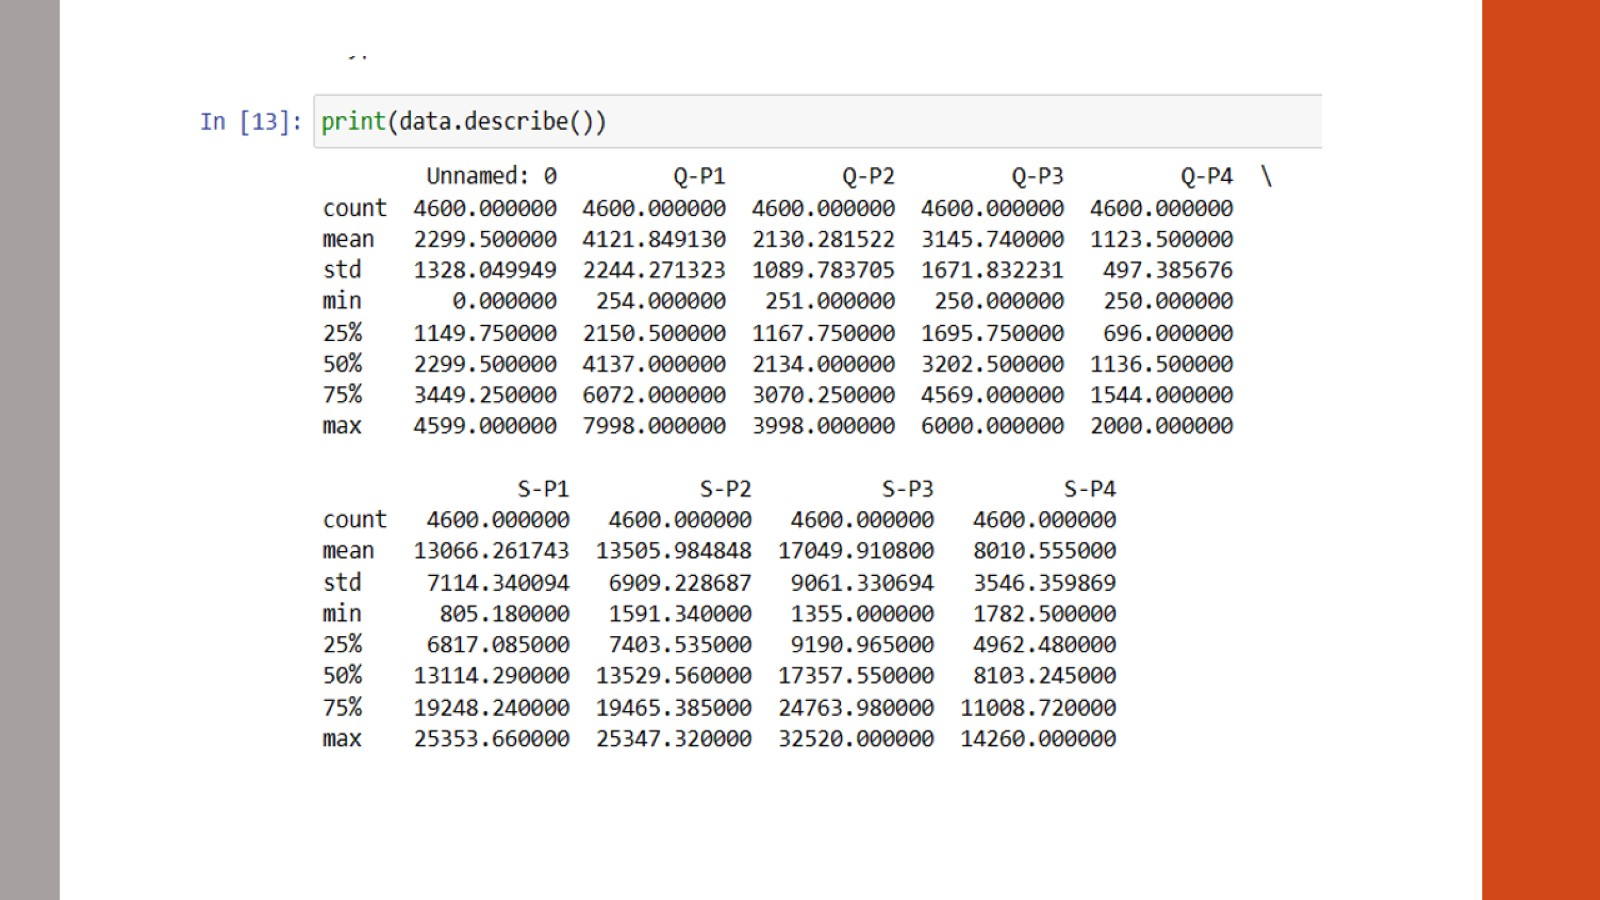 In [13]: print(data.describe())
Unnamed: 0 Q-P1 Q-P2 Q-P3 Q-P4 \
count 4600.000000 4600.000000 4600.000000 4600.000000 4600.000000
mean 2299.500000 4121.849130 2130.281522 3145.740000 1123.500000
std 1328.049949 2244.271323 1089.783705 1671.832231 497.385676
min 0.000000 254.000000 251.000000 250.000000 250.000000
25% 1149.750000 2150.500000 1167.750000 1695.750000 696.000000
50% 2299.500000 4137.000000 2134.000000 3202.500000 1136.500000
75% 3449.250000 6072.000000 3070.250000 4569.000000 1544.000000
max 4599.000000 7998.000000 3998.000000 6000.000000 2000.000000
S-P1 S-P2 S-P3 S-P4
count 4600.000000 4600.000000 4600.000000 4600.000000
mean 13066.261743 13505.984848 17049.910800 8010.555000
std 7114.340094 6909.228687 9061.330694 3546.359869
min 805.180000 1591.340000 1355.000000 1782.500000
25% 6817.085000 7403.535000 9190.965000 4962.480000
50% 13114.290000 13529.560000 17357.550000 8103.245000
75% 19248.240000 19465.385000 24763.980000 11008.720000
max 25353.660000 25347.320000 32520.000000 14260.000000